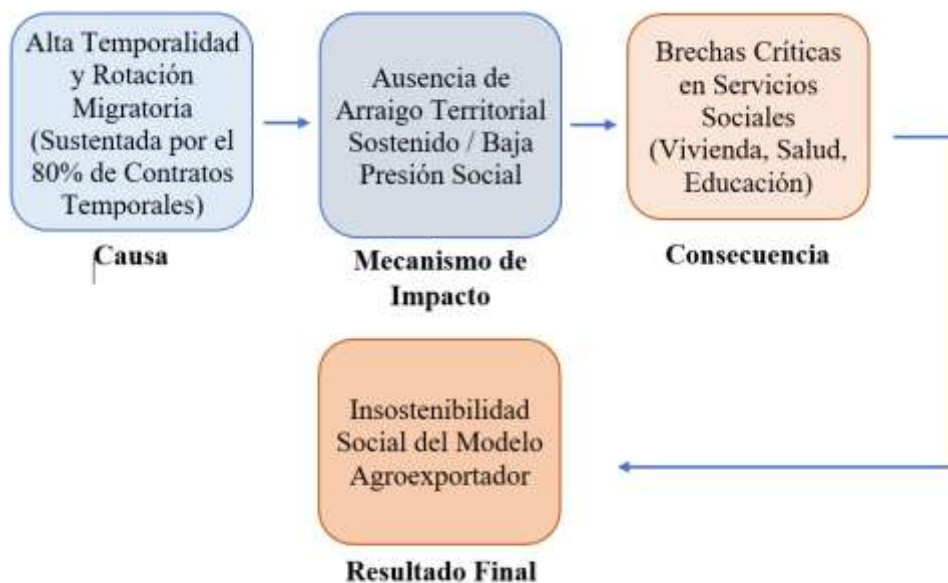 Alta Temporalidad
y Rotación
Migratoria
(Sustentada por el
80% de Contratos
Temporales)
Causa
Ausencia de
Arraigo Territorial
Sostenido / Baja
Presión Social
Mecanismo de
Impacto
Brechas Críticas
en Servicios
Sociales
(Vivienda, Salud,
Educación)
Consecuencia
Insostenibilidad
Social del Modelo
Agroexportador
Resultado Final